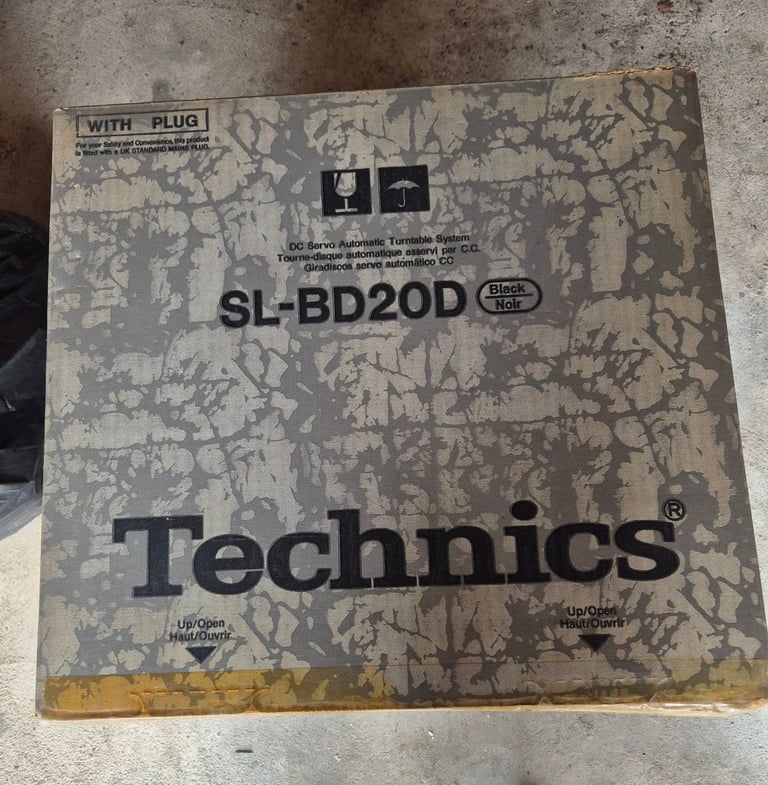 WITH PLUG
For your Safety and Convenience, this product
is fitted with a UK STANDARD MAINS PLUG.
DC Servo Automatic Turntable System
Tourne-disque automatique asservi par C.C.
Giradiscos servo automático CC
SL-BD20D Black
Noir
Technics®
Up/Open
Haut/Ouvrir
Up/Open
Haut/Ouvrir